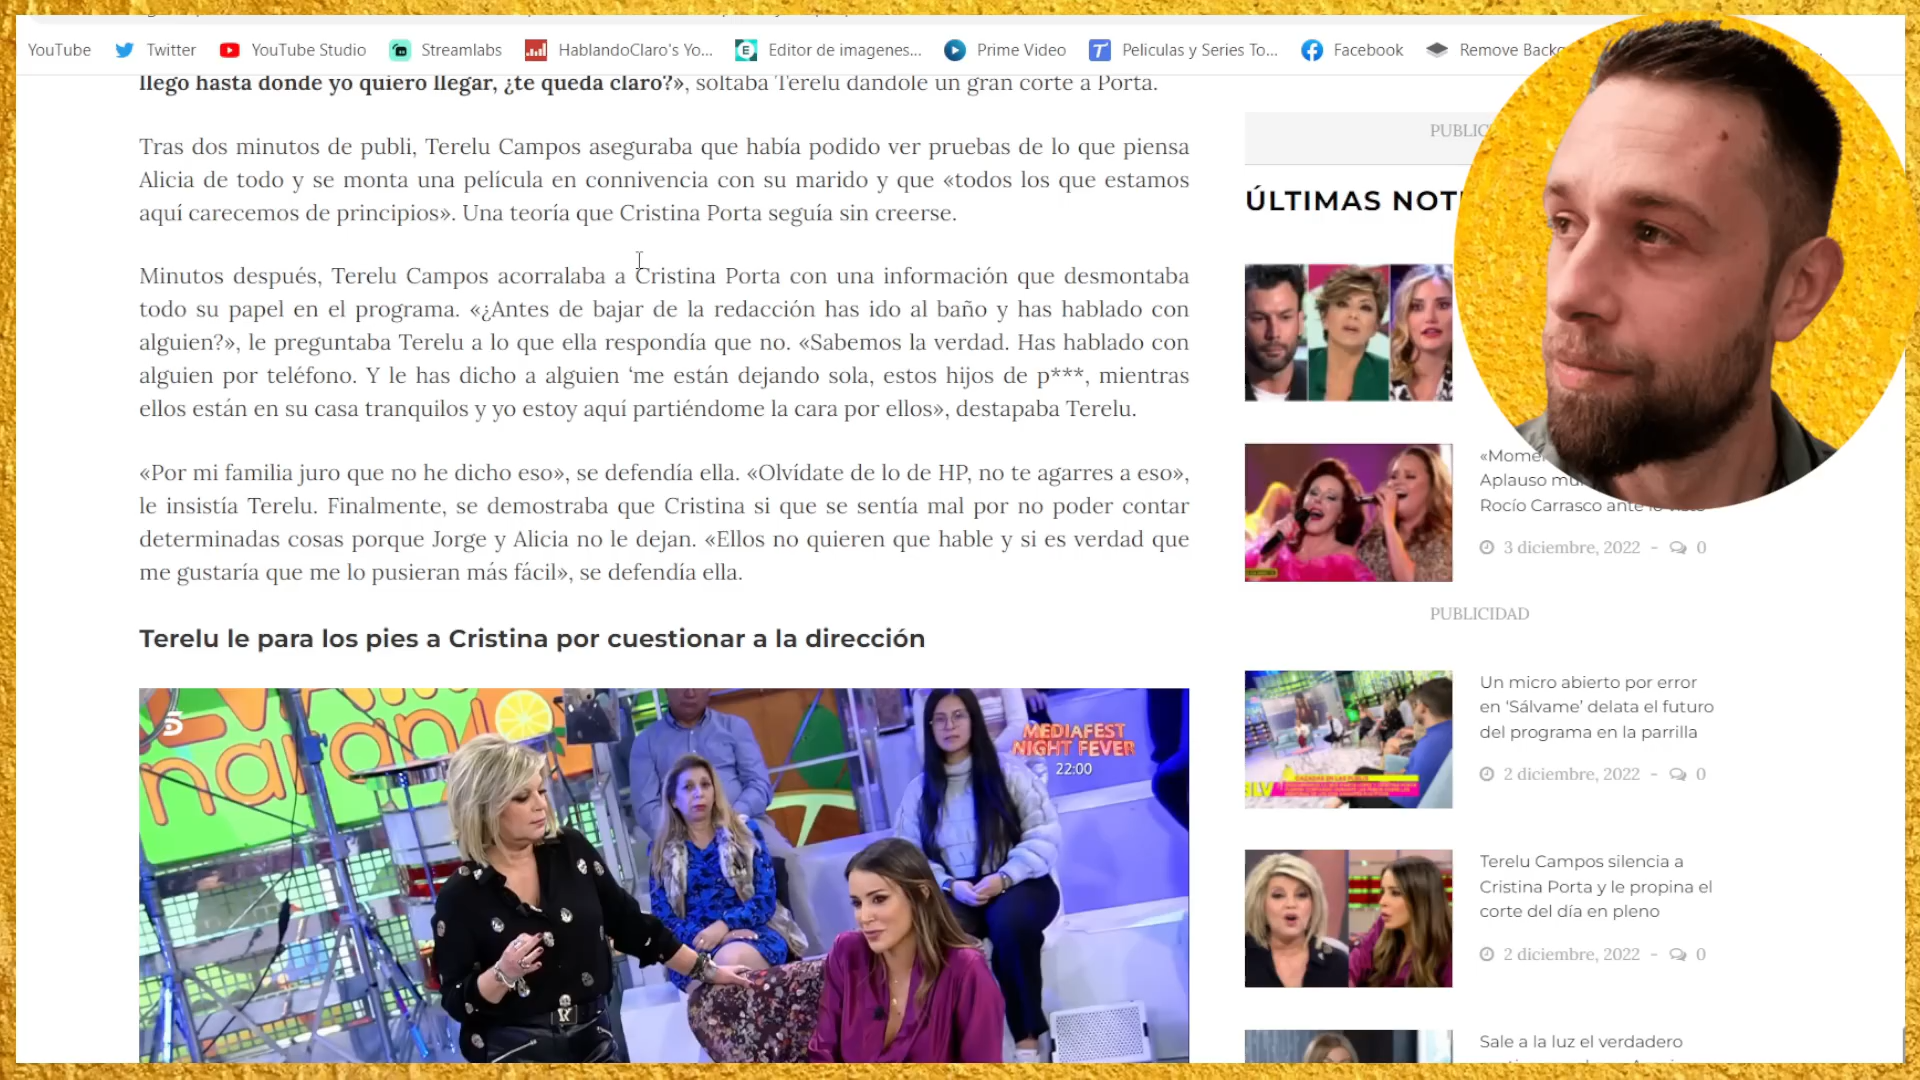 YouTube Twitter YouTube Studio Streamlabs HablandoClaro's Yo... Editor de imagenes... Prime Video Peliculas y Series To... Facebook Remove
llego hasta donde yo quiero llegar, ¿te queda claro?», soltaba Terelu dándole un gran corte a Porta.
Tras dos minutos de publi, Terelu Campos aseguraba que había podido ver pruebas de lo que piensa
Alicia de todo y se monta una película en connivencia con su marido y que «todos los que estamos
aquí carecemos de principios». Una teoría que Cristina Porta seguía sin creerse.
Minutos después, Terelu Campos acorralaba a Cristina Porta con una información que desmontaba
todo su papel en el programa. «¿Antes de bajar de la redacción has ido al baño y has hablado con
alguien?», le preguntaba Terelu a lo que ella respondía que no. «Sabemos la verdad. Has hablado con
alguien por teléfono. Y le has dicho a alguien ‘me están dejando sola, estos hijos de p***, mientras
ellos están en su casa tranquilos y yo estoy aquí partiéndome la cara por ellos», destapaba Terelu.
«Por mi familia juro que no he dicho eso», se defendía ella. «Olvídate de lo de HP, no te agarres a eso»,
le insistía Terelu. Finalmente, se demostraba que Cristina si que se sentía mal por no poder contar
determinadas cosas porque Jorge y Alicia no le dejan. «Ellos no quieren que hable y si es verdad que
me gustaría que me lo pusieran más fácil», se defendía ella.
Terelu le para los pies a Cristina por cuestionar a la dirección
5
naranja
MEDIAFEST
NIGHT FEVER
22:00
PUBLIC
ÚLTIMAS NOT
«Mome
Aplauso mu
Rocío Carrasco ante lo visto
3 diciembre, 2022 - 0
PUBLICIDAD
Un micro abierto por error
en ‘Sálvame’ delata el futuro
del programa en la parrilla
2 diciembre, 2022 - 0
Terelu Campos silencia a
Cristina Porta y le propina el
corte del día en pleno
2 diciembre, 2022 - 0
Sale a la luz el verdadero